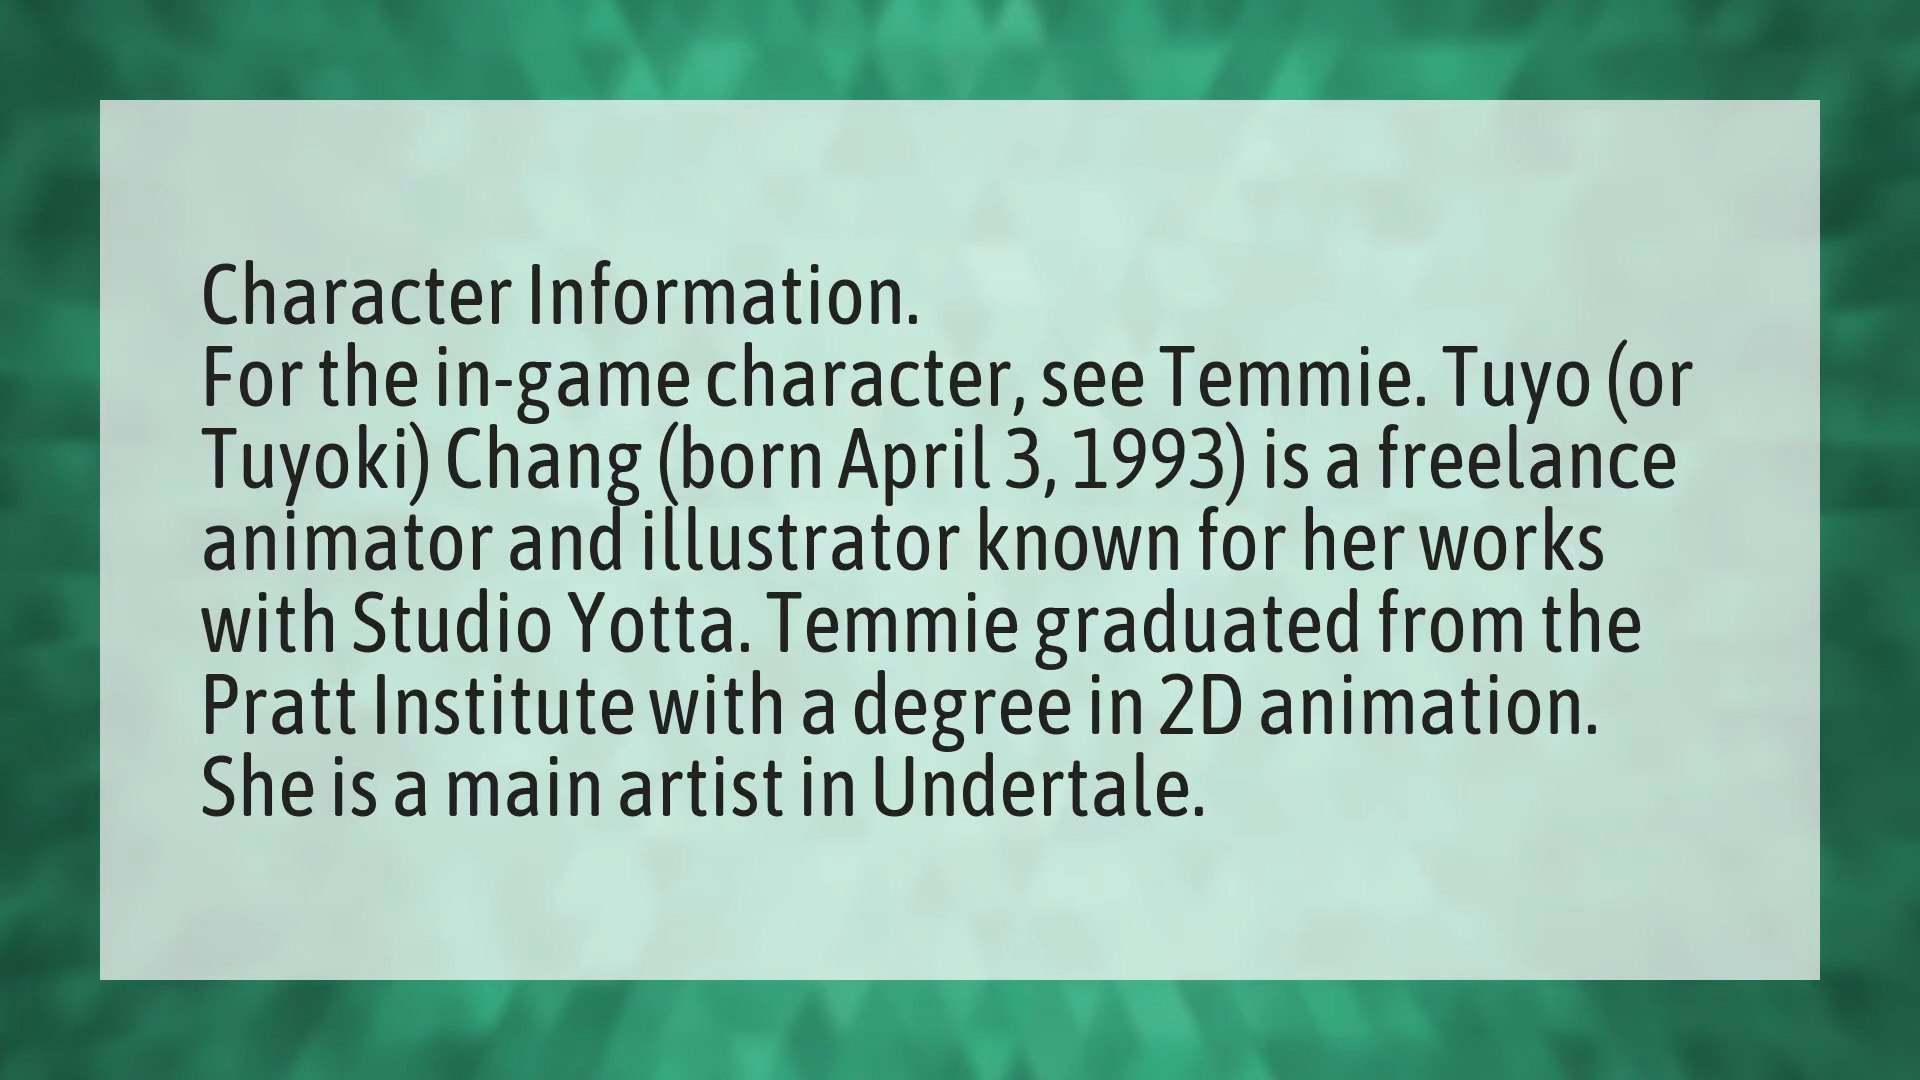 Character Information.
For the in-game character, see Temmie. Tuyo (or
Tuyoki) Chang (born April 3, 1993) is a freelance
animator and illustrator known for her works
with Studio Yotta. Temmie graduated from the
Pratt Institute with a degree in 2D animation.
She is a main artist in Undertale.